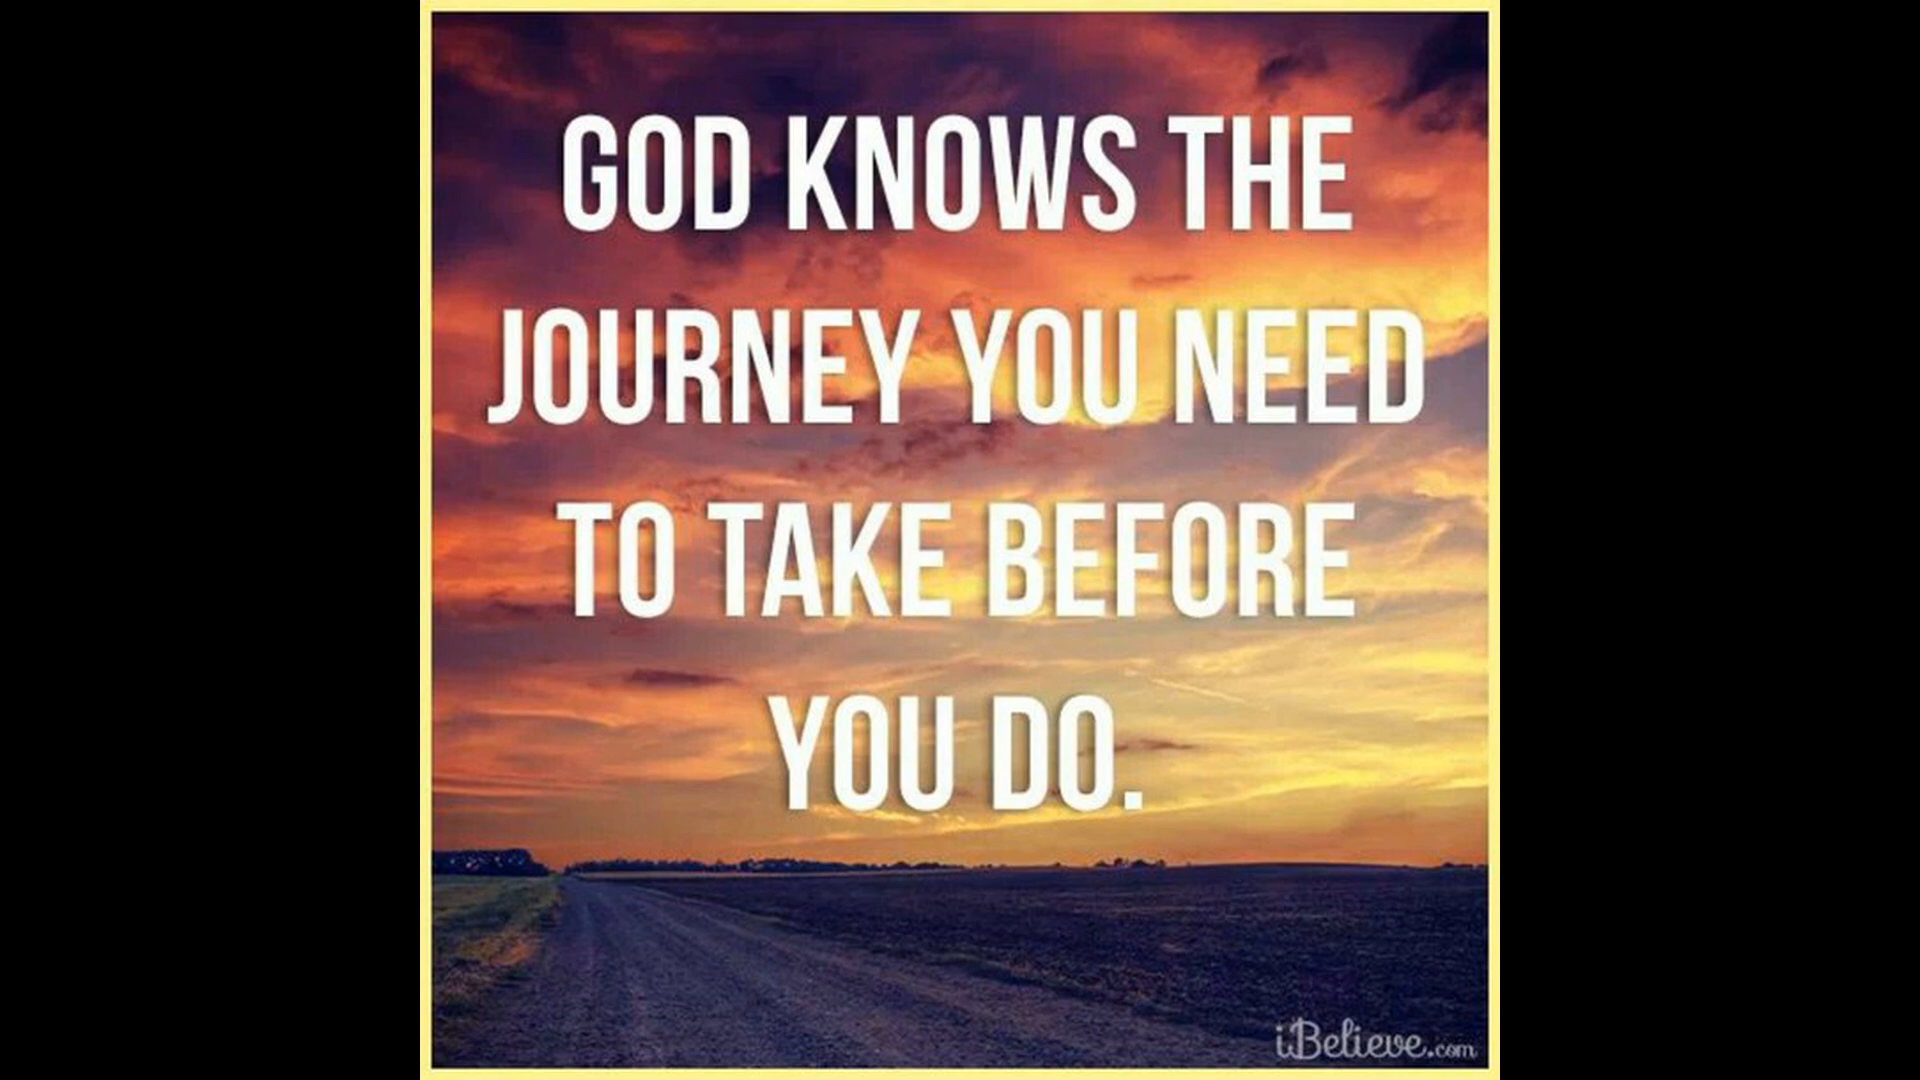 GOD KNOWS THE
JOURNEY YOU NEED
TO TAKE BEFORE
YOU DO.
iBelieve.com